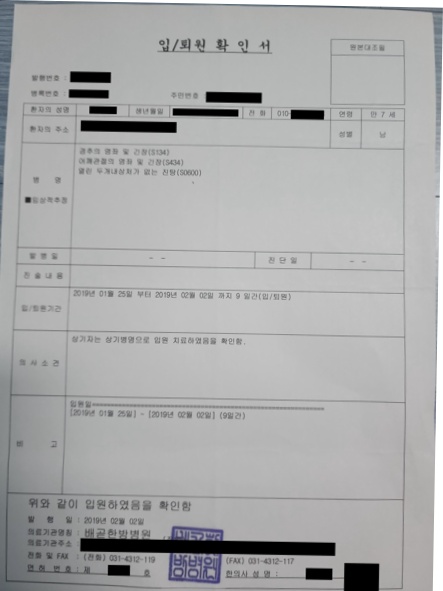 입/퇴원 확 인 서
원본대조필
발행번호 :
병록번호 : 주민번호 :
환자의 성명 생년월일 전 화 010- 연령 만 7 세
환자의 주소 성별 남
병 명
■임상적추정
경추의 염좌 및 긴장(S134)
어깨관절의 염좌 및 긴장(S434)
열린 두개내상처가 없는 진탕(S0600)
발 병 일 - - 진 단 일 - -
진 술 내 용
입/퇴원기간 2019년 01월 25일 부터 2019년 02월 02일 까지 9 일간(입/퇴원)
의 사 소 견 상기자는 상기병명으로 입원 치료하였음을 확인함.
비 고
입원일
[2019년 01월 25일] - [2019년 02월 02일] (9일간)
위와 같이 입원하였음을 확인함
발 행 일 : 2019년 02월 02일
의료기관명칭 : 배곧한방병원
의료기관주소
전화 및 FAX : (전화) 031-4312-119 (FAX) 031-4312-117
면 허 번 호 : 제 호 한의사 성 명 :